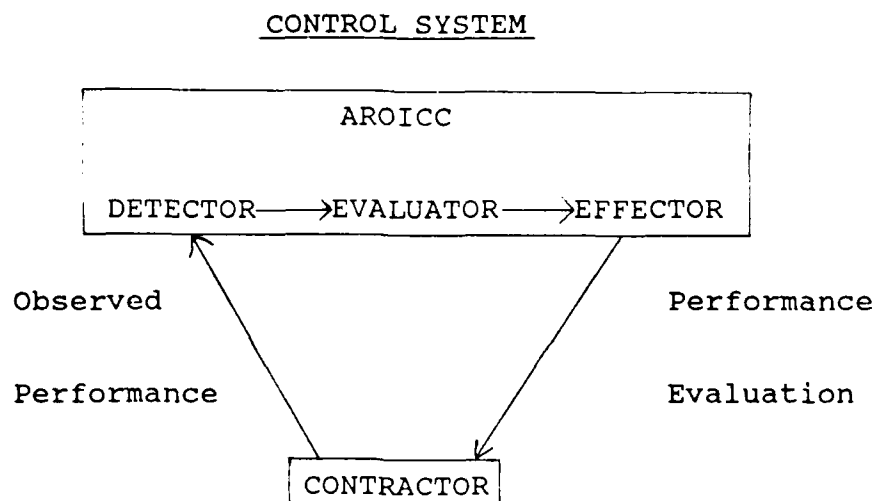 CONTROL SYSTEM
AROICC
DETECTOR EVALUATOR EFFECTOR
Observed
Performance
Performance
Evaluation
CONTRACTOR